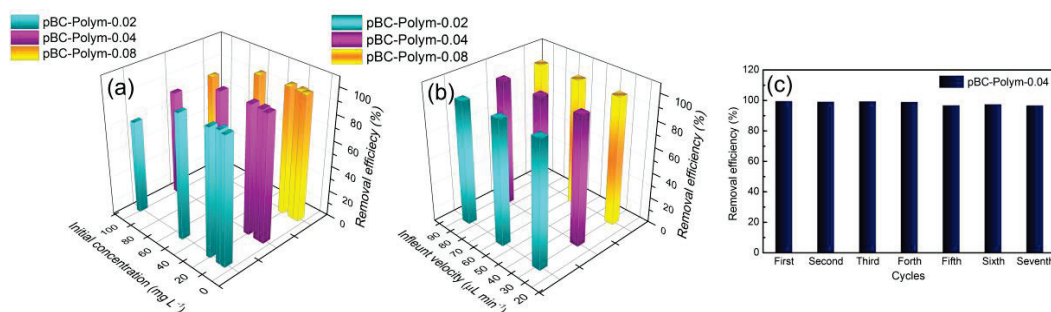 pBC-Polym-0.02
pBC-Polym-0.04
pBC-Polym-0.08
(a)
100
80
60
40
20
0
Removal efficiecy (%)
100
80
60
40
20
0
Initial concentration (mg L⁻¹)
pBC-Polym-0.02
pBC-Polym-0.04
pBC-Polym-0.08
(b)
100
80
60
40
20
0
Removal efficiency (%)
90
80
70
60
50
40
30
20
Infleunt velocity (μL min⁻¹)
(c)
pBC-Polym-0.04
120
100
80
60
40
20
0
Removal efficiency (%)
First Second Third Forth Fifth Sixth Seventh
Cycles